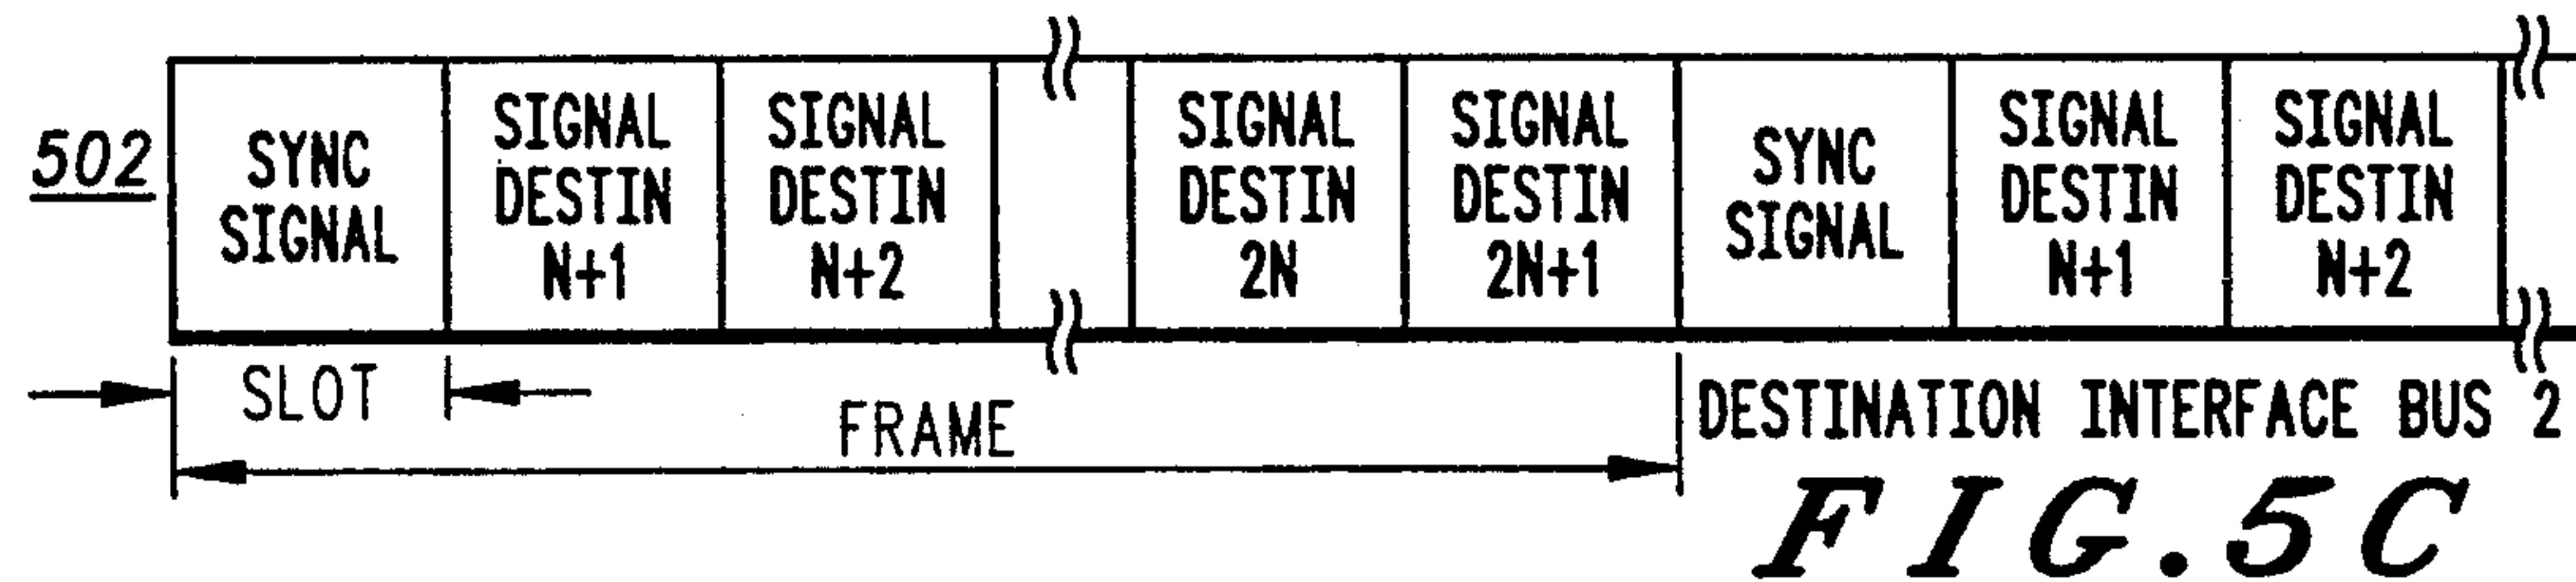 502
SYNC
SIGNAL
SIGNAL
DESTIN
N+1
SIGNAL
DESTIN
N+2
SIGNAL
DESTIN
2N
SIGNAL
DESTIN
2N+1
SYNC
SIGNAL
SIGNAL
DESTIN
N+1
SIGNAL
DESTIN
N+2
SLOT
FRAME
DESTINATION INTERFACE BUS 2
FIG.5C